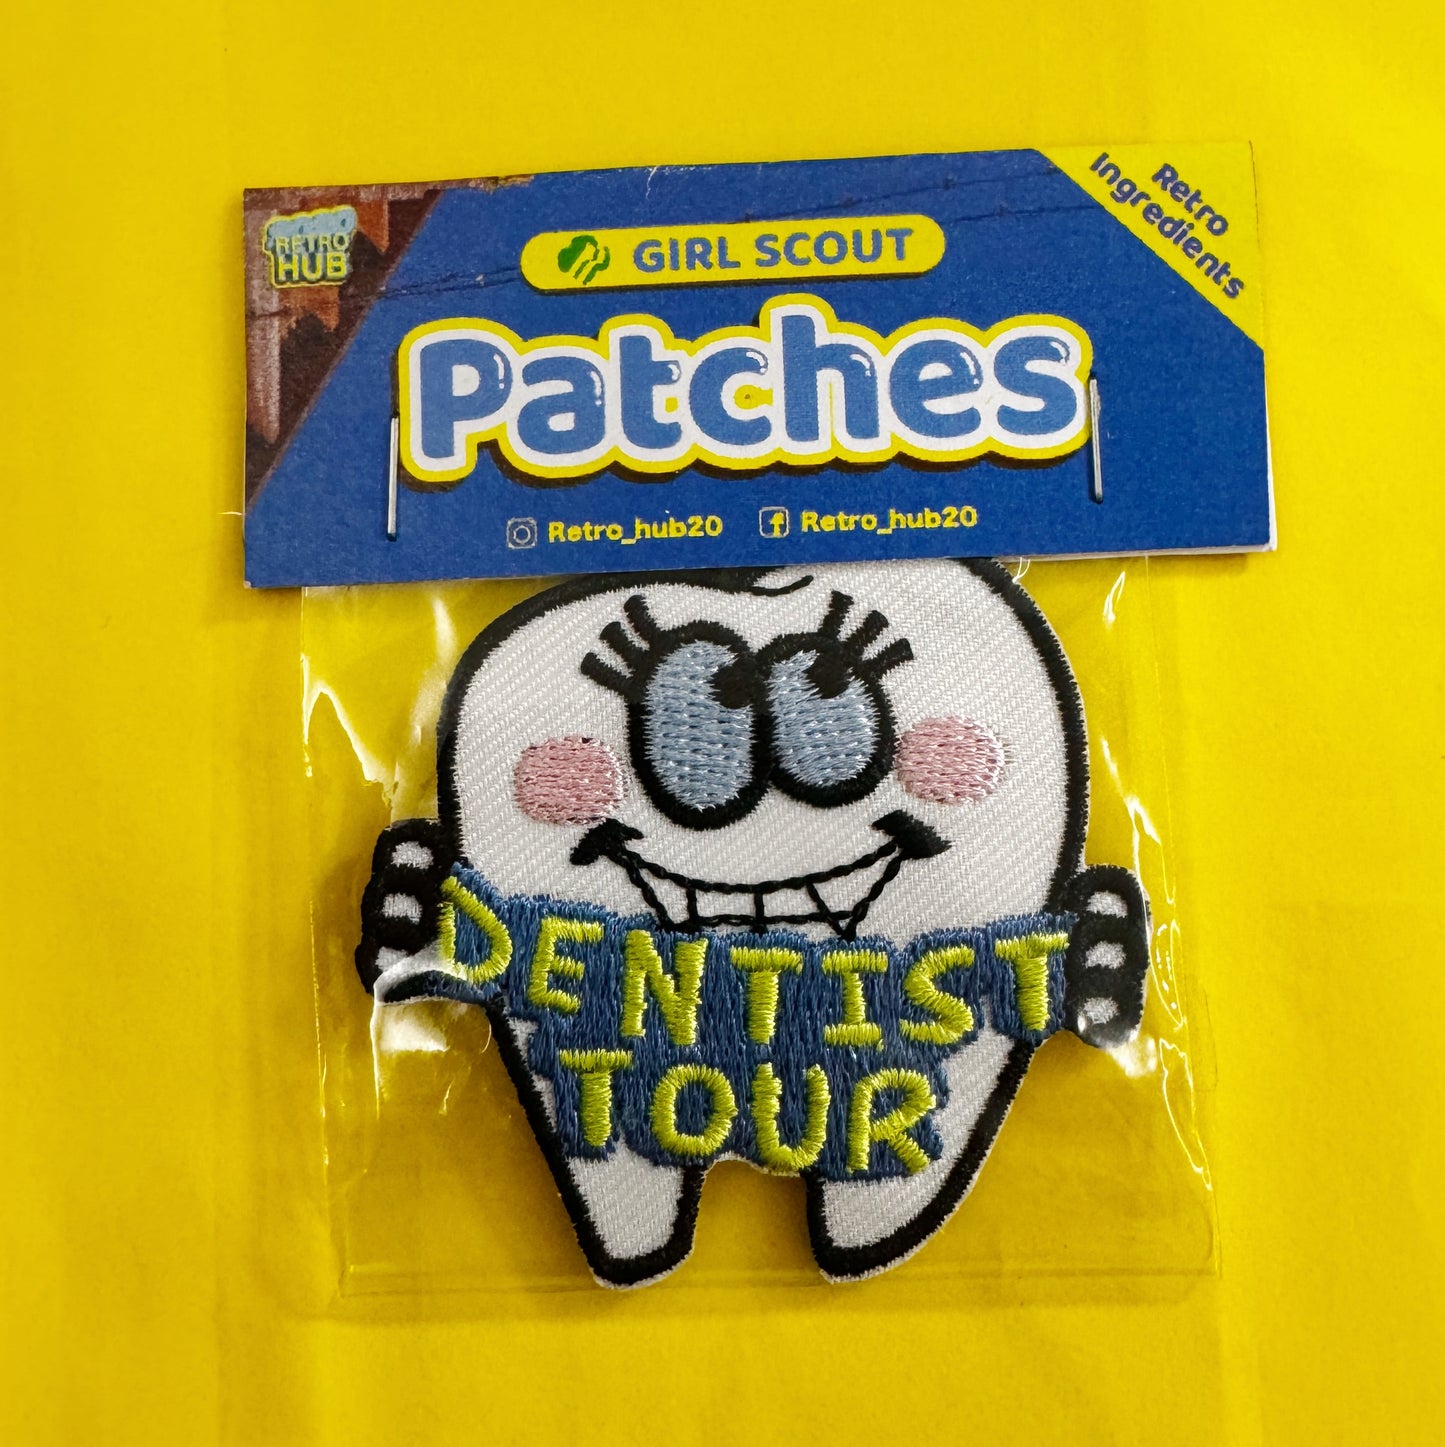 RETRO
HUB
GIRL SCOUT
Retro
Ingredients
Patches
Retro_hub20
Retro_hub20
DENTIST
TOUR